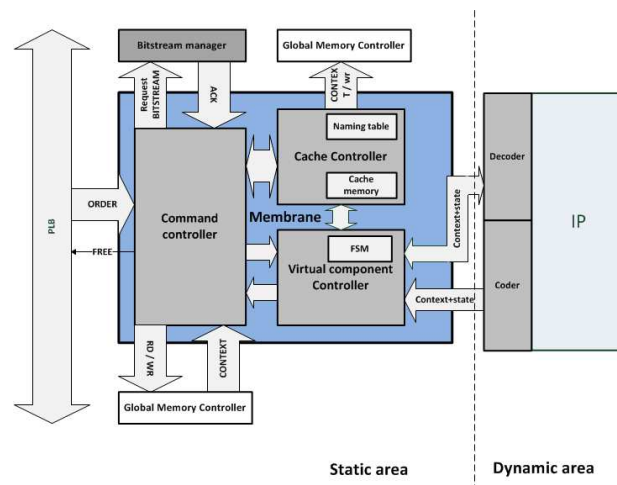 Bitstream manager
Global Memory Controller
Request
BITSTREAM
ACK
CONTEX
T / wr
Naming table
Cache Controller
Cache
memory
Decoder
IP
PLB
ORDER
Command
controller
Membrane
Context+state
FREE
FSM
Virtual component
Controller
Context+state
Coder
RD / WR
CONTEXT
Global Memory Controller
Static area
Dynamic area